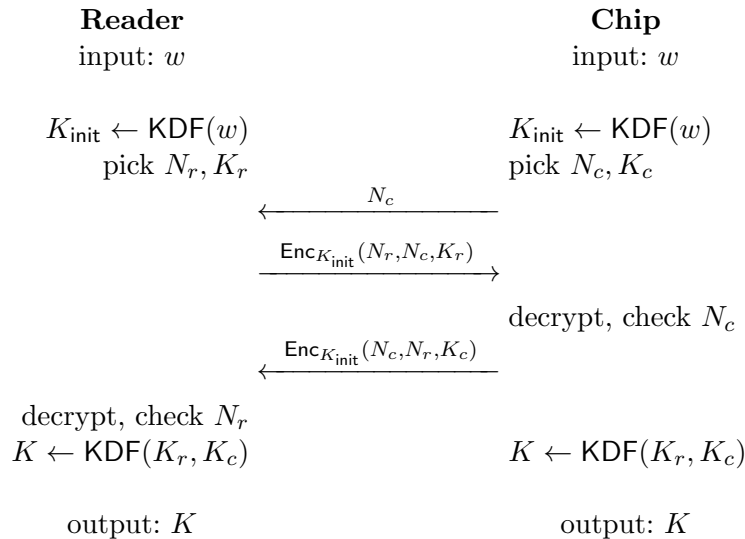 Reader Chip
input: w input: w
K_init ← KDF(w) K_init ← KDF(w)
pick N_r, K_r pick N_c, K_c
N_c
Enc_{K_init}(N_r,N_c,K_r)
decrypt, check N_c
Enc_{K_init}(N_c,N_r,K_c)
decrypt, check N_r
K ← KDF(K_r, K_c) K ← KDF(K_r, K_c)
output: K output: K